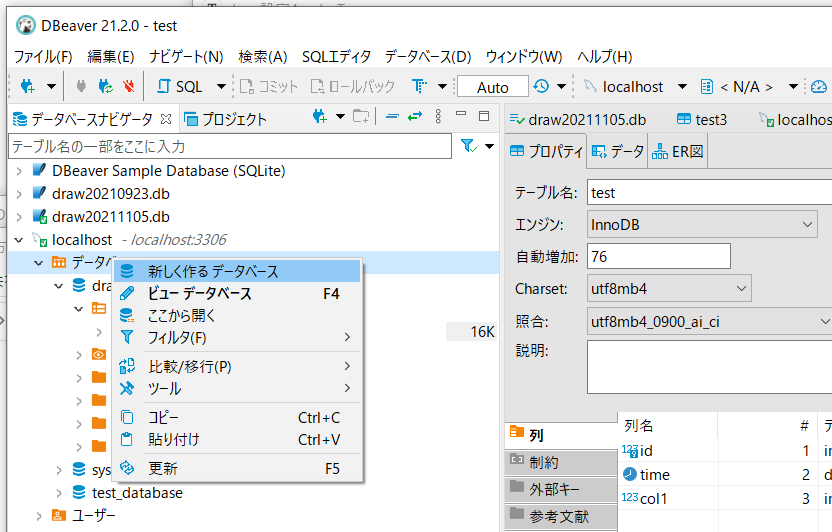 DBeaver 21.2.0 - test
ファイル(F) 編集(E) ナビゲート(N) 検索(A) SQLエディタ データベース(D) ウィンドウ(W) ヘルプ(H)
SQL コミット ロールバック Auto localhost < N/A >
データベースナビゲータ プロジェクト
draw20211105.db test3 localhos
テーブル名の一部をここに入力
プロパティ データ ER図
DBeaver Sample Database (SQLite)
draw20210923.db
draw20211105.db
localhost - localhost:3306
データベ
dra
16K
sys
test_database
ユーザー
新しく作る データベース
ビュー データベース F4
ここから開く
フィルタ(F)
比較/移行(P)
ツール
コピー Ctrl+C
貼り付け Ctrl+V
更新 F5
テーブル名: test
エンジン: InnoDB
自動増加: 76
Charset: utf8mb4
照合: utf8mb4_0900_ai_ci
説明:
列
制約
外部キー
参考文献
列名 # デ
123 id 1 in
time 2 d
123 col1 3 in